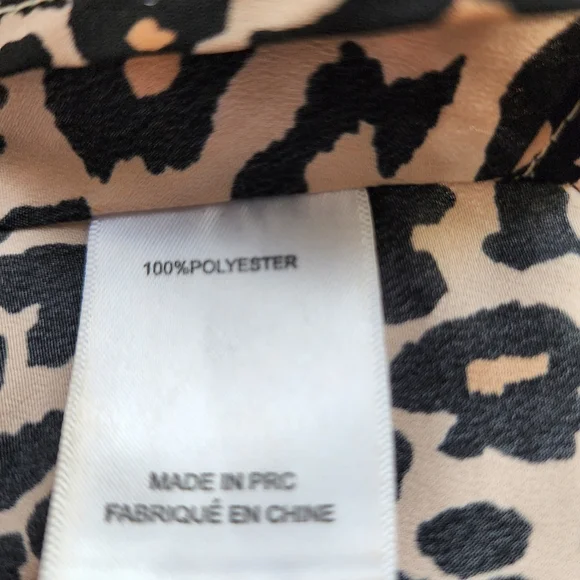 100%POLYESTER
MADE IN PRC
FABRIQUÉ EN CHINE